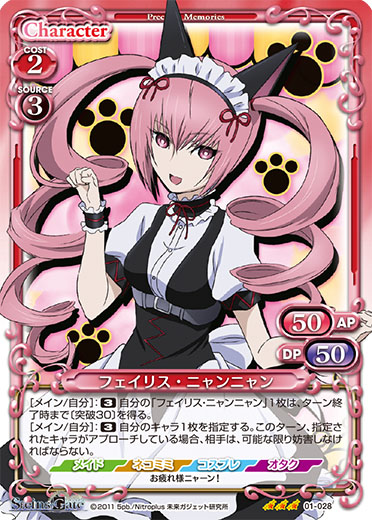 Precious Memories
Character
COST
2
SOURCE
3
50 AP
DP 50
フェイリス・ニャンニャン
[メイン/自分]:3自分の「フェイリス・ニャンニャン」1枚は、ターン終
了時まで[突破30]を得る。
[メイン/自分]:3自分のキャラ1枚を指定する。このターン、指定さ
れたキャラがアプローチしている場合、相手は、可能な限り妨害しなけ
ればならない。
メイド ネコミミ コスプレ オタク
お疲れ様ニャーン!
Steins;Gate ©2011 5pb./Nitroplus 未来ガジェット研究所 01-028